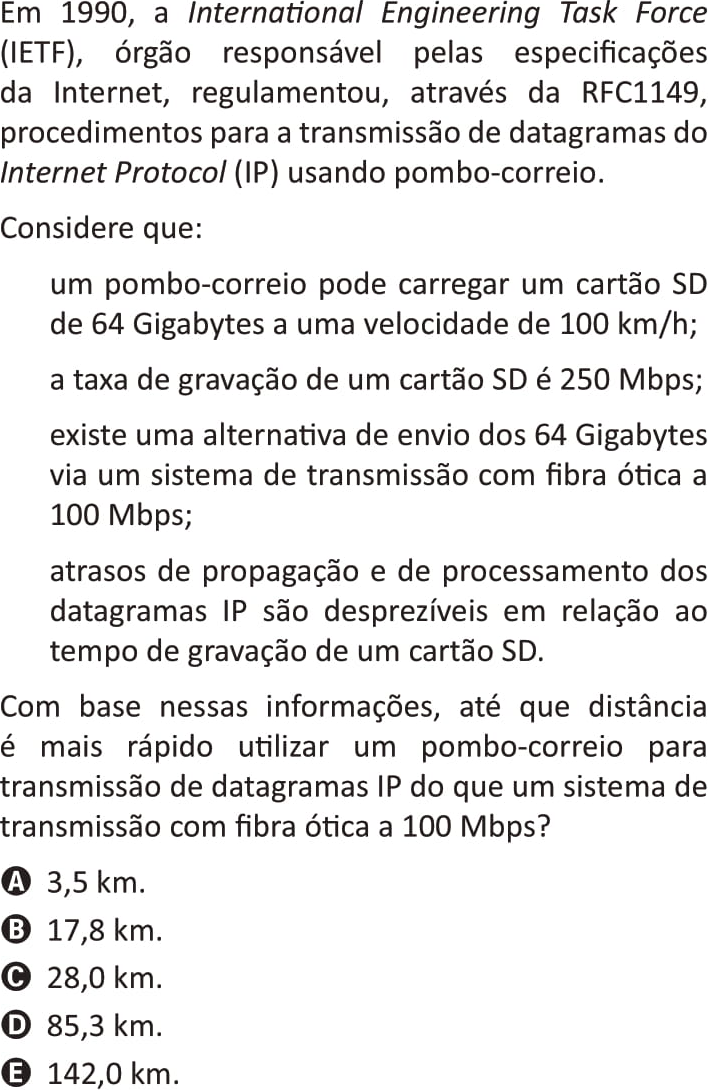 Em 1990, a International Engineering Task Force
(IETF), órgão responsável pelas especificações
da Internet, regulamentou, através da RFC1149,
procedimentos para a transmissão de datagramas do
Internet Protocol (IP) usando pombo-correio.
Considere que:
um pombo-correio pode carregar um cartão SD
de 64 Gigabytes a uma velocidade de 100 km/h;
a taxa de gravação de um cartão SD é 250 Mbps;
existe uma alternativa de envio dos 64 Gigabytes
via um sistema de transmissão com fibra ótica a
100 Mbps;
atrasos de propagação e de processamento dos
datagramas IP são desprezíveis em relação ao
tempo de gravação de um cartão SD.
Com base nessas informações, até que distância
é mais rápido utilizar um pombo-correio para
transmissão de datagramas IP do que um sistema de
transmissão com fibra ótica a 100 Mbps?
A 3,5 km.
B 17,8 km.
C 28,0 km.
D 85,3 km.
E 142,0 km.